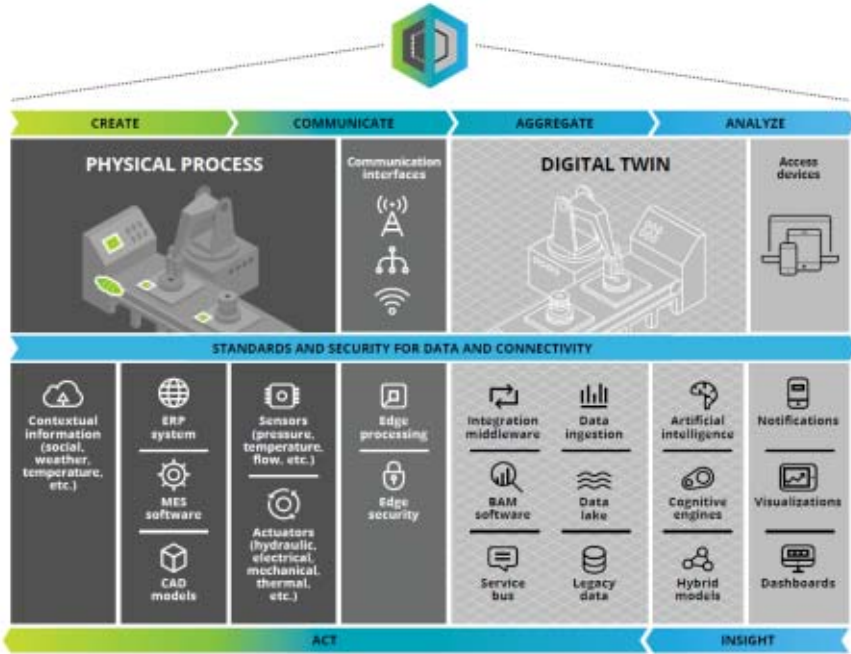 CREATE
COMMUNICATE
AGGREGATE
ANALYZE
PHYSICAL PROCESS
Communication
interfaces
DIGITAL TWIN
Access
devices
STANDARDS AND SECURITY FOR DATA AND CONNECTIVITY
Contextual
information
(social,
weather,
temperature,
etc.)
ERP
system
MES
software
CAD
models
Sensors
(pressure,
temperature,
flow, etc.)
Actuators
(hydraulic,
electrical,
mechanical,
thermal,
etc.)
Edge
processing
Edge
security
Integration
middleware
BAM
software
Service
bus
Data
ingestion
Data
lake
Legacy
data
Artificial
intelligence
Cognitive
engines
Hybrid
models
Notifications
Visualizations
Dashboards
ACT
INSIGHT